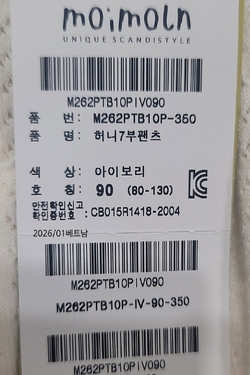 moimoln
UNIQUE SCANDISTYLE
M262PTB10PIV090
품 번: M262PTB10P-350
품 명: 허니7부팬츠
색 상: 아이보리
호 칭: 90 (80-130)
안전확인신고
확인증번호 : CB015R1418-2004
2026/01베트남
M262PTB10PIV090
M262PTB10P-IV-90-350
M262PTB10PIV090